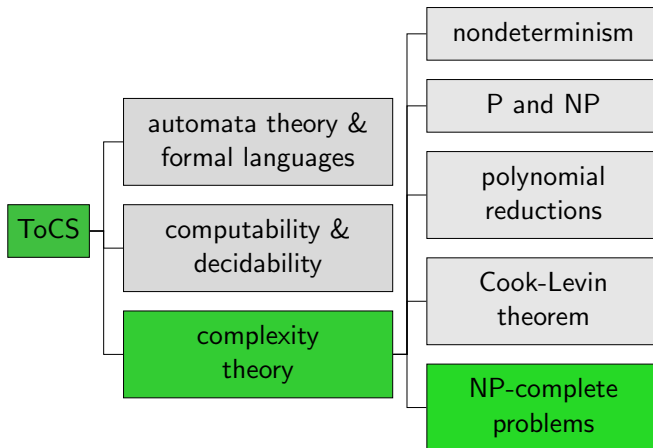 ToCS
automata theory &
formal languages
computability &
decidability
complexity
theory
nondeterminism
P and NP
polynomial
reductions
Cook-Levin
theorem
NP-complete
problems